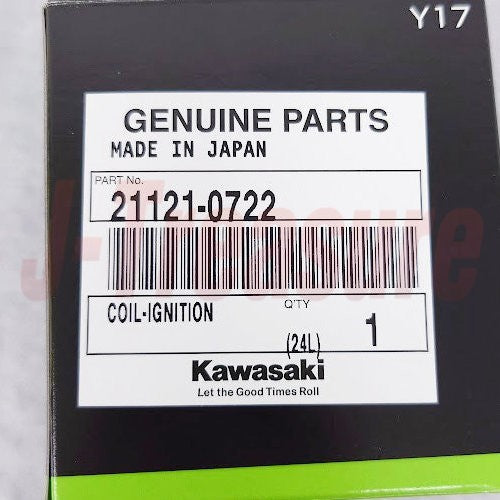 Y17
GENUINE PARTS
MADE IN JAPAN
PART No.
21121-0722
J-Treasure
COIL-IGNITION
Q'TY
(24L)
1
Kawasaki
Let the Good Times Roll